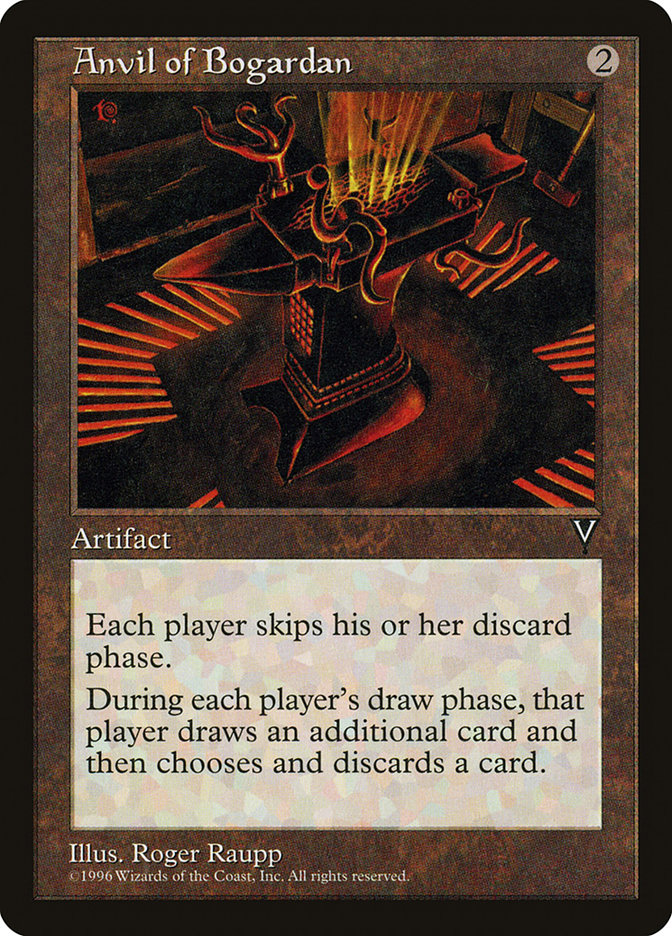 Anvil of Bogardan 2
Artifact V
Each player skips his or her discard
phase.
During each player's draw phase, that
player draws an additional card and
then chooses and discards a card.
Illus. Roger Raupp
©1996 Wizards of the Coast, Inc. All rights reserved.